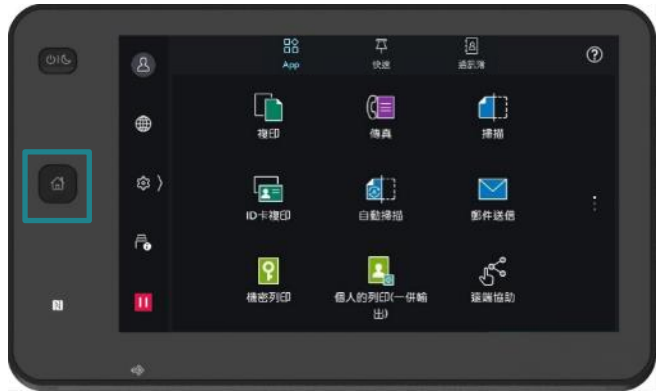 App
快速
通訊簿
複印
傳真
掃描
ID卡複印
自動掃描
郵件送信
機密列印
個人的列印(一併輸
出)
遠端協助